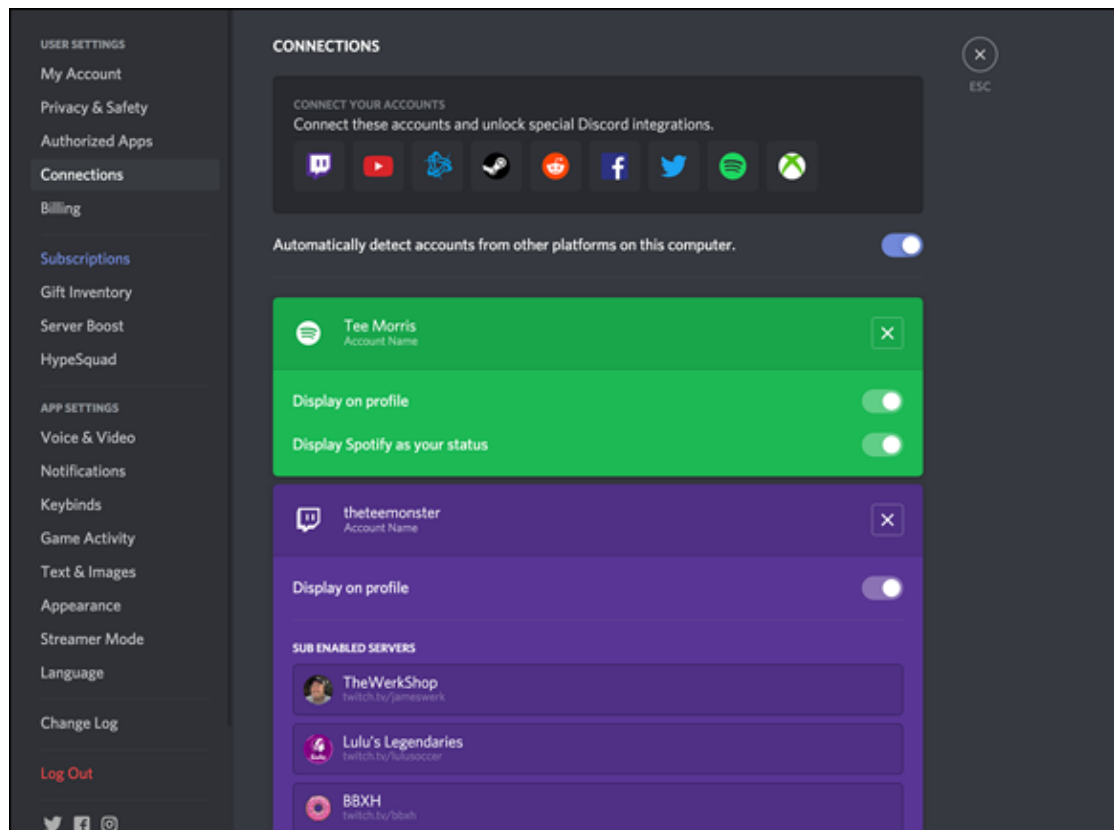 USER SETTINGS
My Account
Privacy & Safety
Authorized Apps
Connections
Billing
Subscriptions
Gift Inventory
Server Boost
HypeSquad
APP SETTINGS
Voice & Video
Notifications
Keybinds
Game Activity
Text & Images
Appearance
Streamer Mode
Language
Change Log
Log Out
CONNECTIONS
ESC
CONNECT YOUR ACCOUNTS
Connect these accounts and unlock special Discord integrations.
Automatically detect accounts from other platforms on this computer.
Tee Morris
Account Name
Display on profile
Display Spotify as your status
theteemonster
Account Name
Display on profile
SUB ENABLED SERVERS
TheWerkShop
twitch.tv/jameswerk
Lulu's Legendaries
twitch.tv/lulusoccer
BBXH
twitch.tv/bbxh